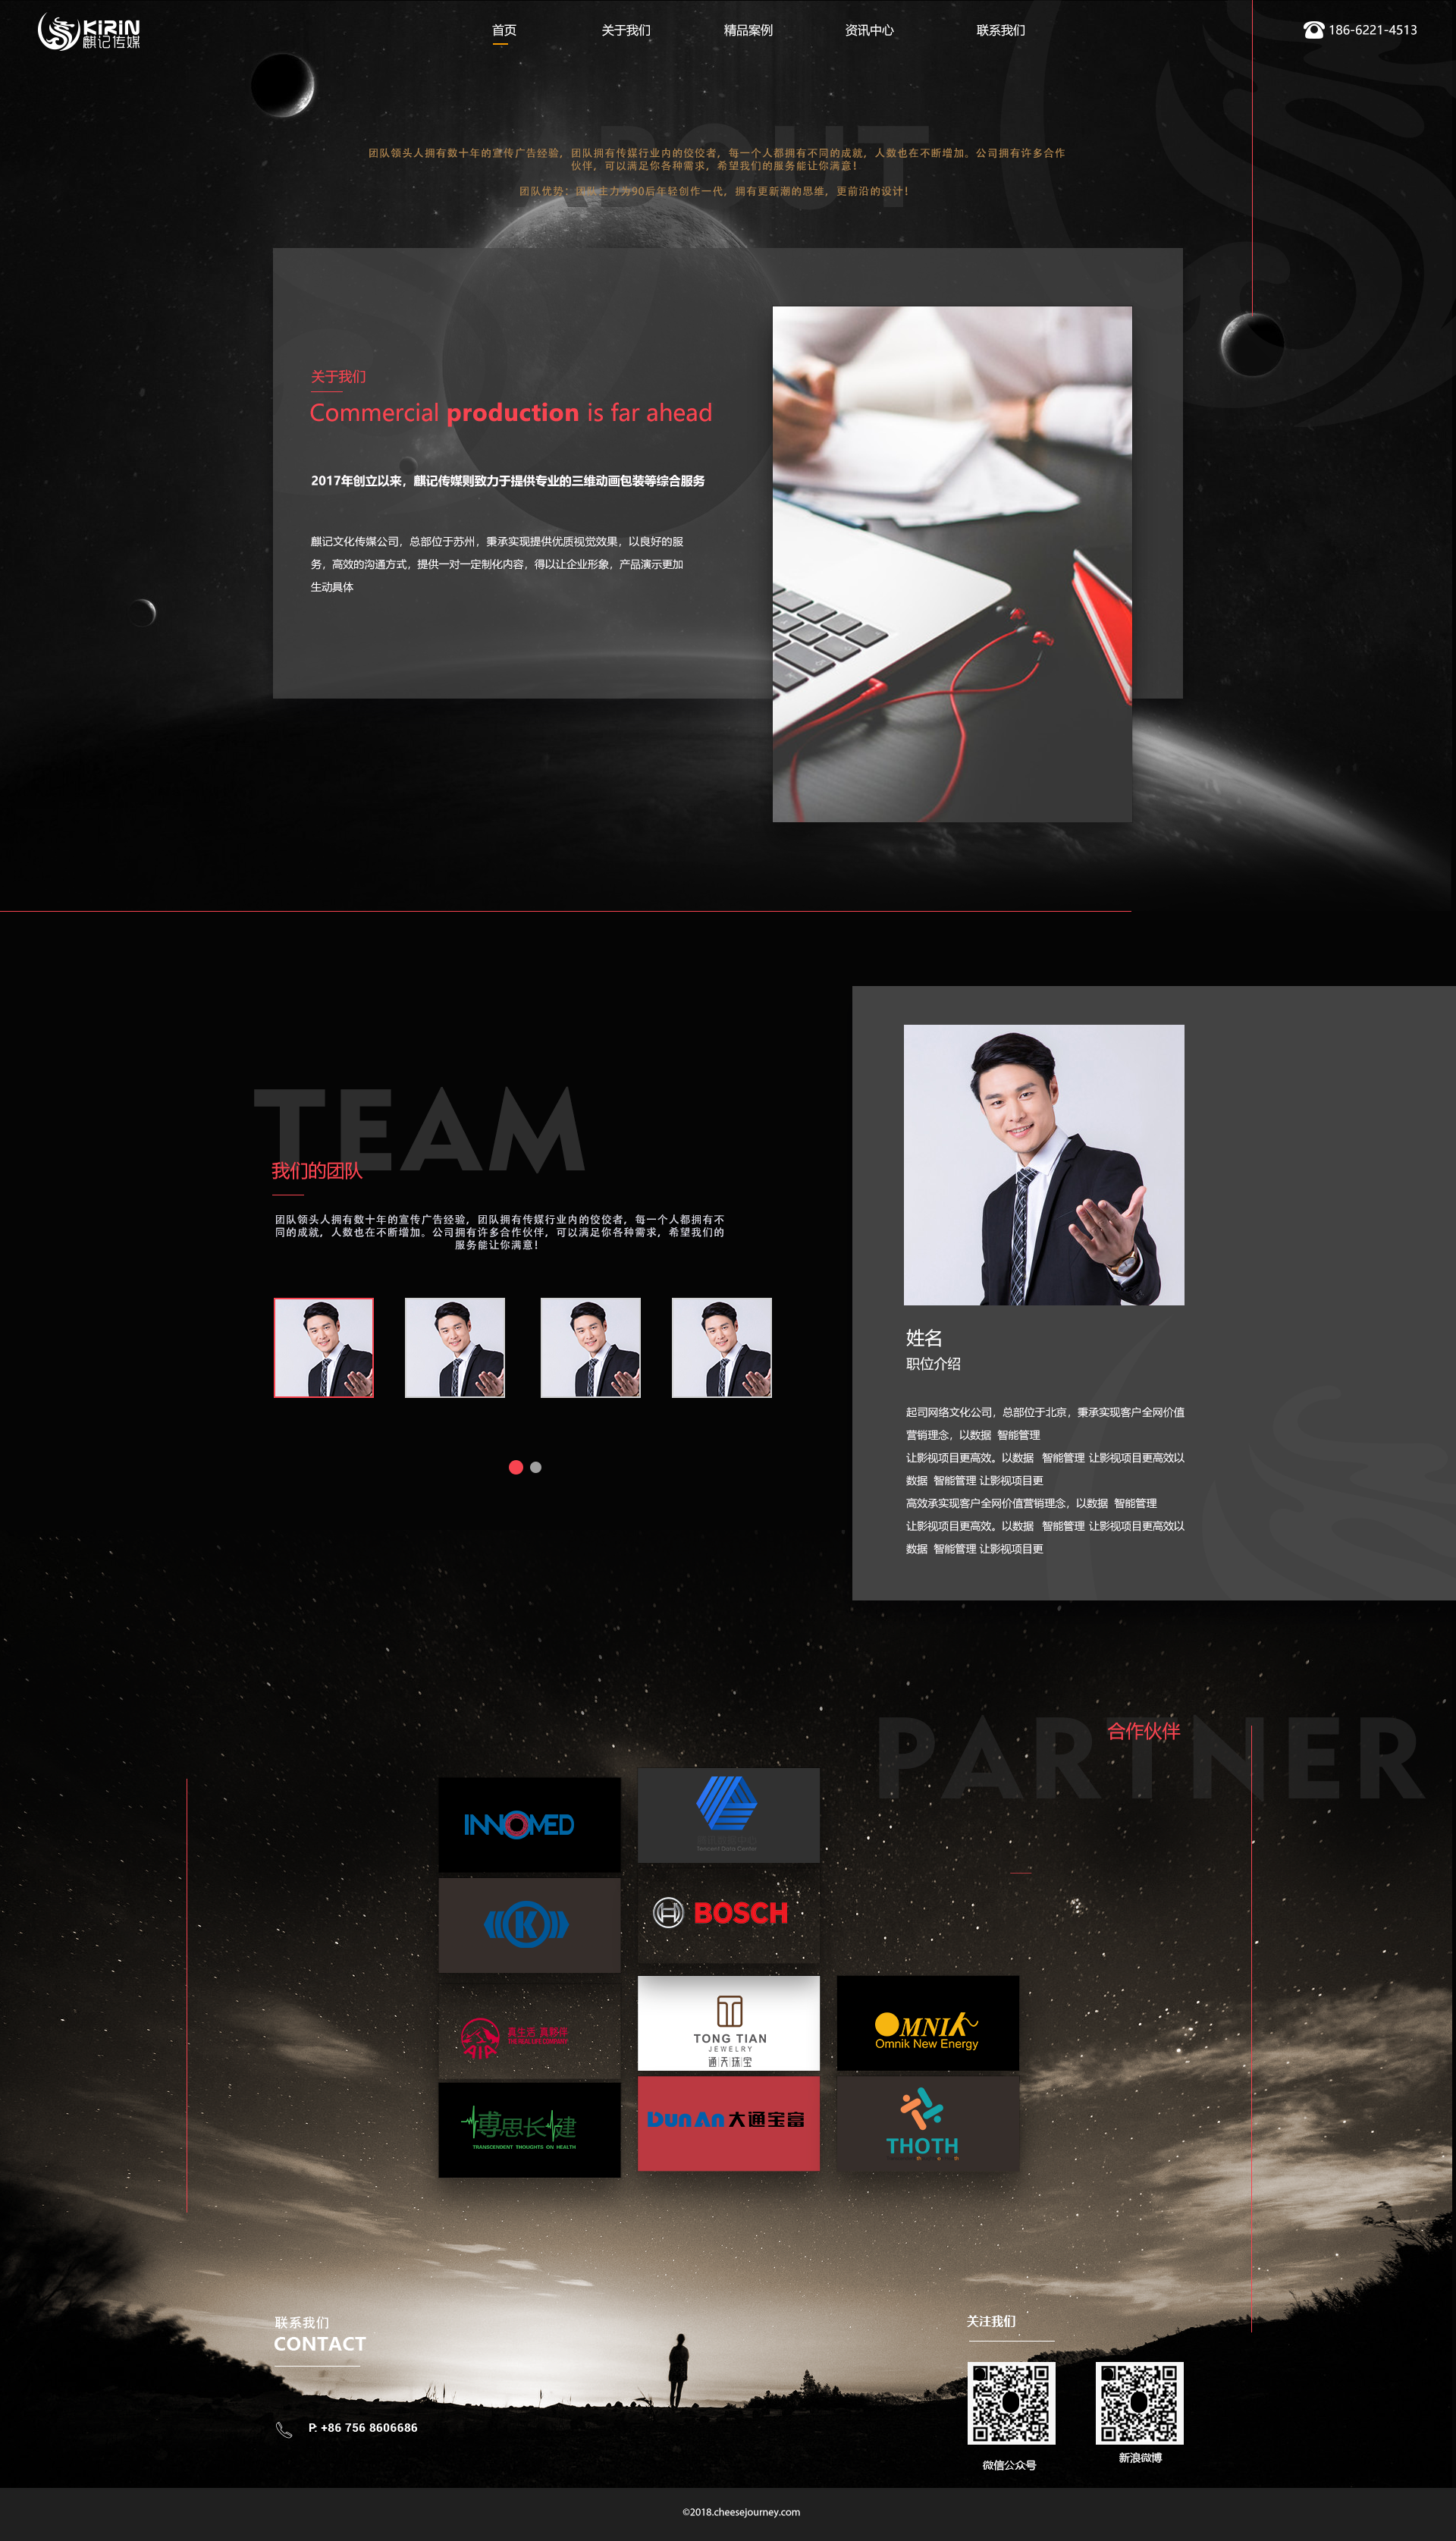 KIRIN
麒记传媒
首页
关于我们
精品案例
资讯中心
联系我们
186-6221-4513
ABOUT
团队领头人拥有数十年的宣传广告经验，团队拥有传媒行业内的佼佼者，每一个人都拥有不同的成就，人数也在不断增加。公司拥有许多合作
伙伴，可以满足你各种需求，希望我们的服务能让你满意！
团队优势：团队主力为90后年轻创作一代，拥有更新潮的思维，更前沿的设计！
关于我们
Commercial production is far ahead
2017年创立以来，麒记传媒则致力于提供专业的三维动画包装等综合服务
麒记文化传媒公司，总部位于苏州，秉承实现提供优质视觉效果，以良好的服
务，高效的沟通方式，提供一对一定制化内容，得以让企业形象，产品演示更加
生动具体
TEAM
我们的团队
团队领头人拥有数十年的宣传广告经验，团队拥有传媒行业内的佼佼者，每一个人都拥有不
同的成就，人数也在不断增加。公司拥有许多合作伙伴，可以满足你各种需求，希望我们的
服务能让你满意！
姓名
职位介绍
起司网络文化公司，总部位于北京，秉承实现客户全网价值
营销理念，以数据 智能管理
让影视项目更高效。以数据 智能管理 让影视项目更高效以
数据 智能管理 让影视项目更
高效承实现客户全网价值营销理念，以数据 智能管理
让影视项目更高效。以数据 智能管理 让影视项目更高效以
数据 智能管理 让影视项目更
PARTNER
合作伙伴
INNOMED
Tencent Data Center
K
BOSCH
AIA
真生活 真夥伴
THE REAL LIFE COMPANY
TONG TIAN
JEWELRY
通天珠宝
OMNIK
Omnik New Energy
博思长健
TRANSCENDENT THOUGHTS ON HEALTH
DunAn 大通宝富
THOTH
联系我们
CONTACT
P: +86 756 8606686
关注我们
微信公众号
新浪微博
©2018.cheesejourney.com